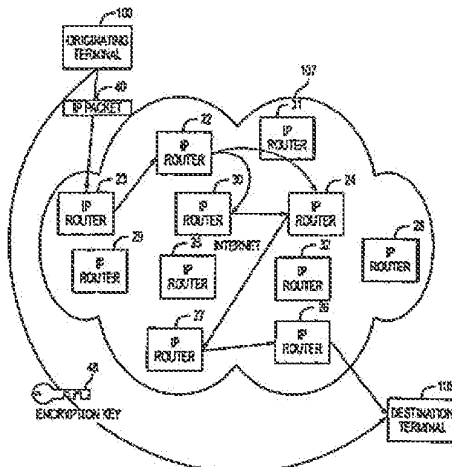 100
ORIGINATING
TERMINAL
40
IP PACKET
107
31
IP
ROUTER
22
IP
ROUTER
23
IP
ROUTER
30
IP
ROUTER
24
IP
ROUTER
INTERNET
29
IP
ROUTER
IP
ROUTER
32
IP
ROUTER
28
IP
ROUTER
27
IP
ROUTER
26
IP
ROUTER
48
ENCRYPTION KEY
DESTINATION
TERMINAL